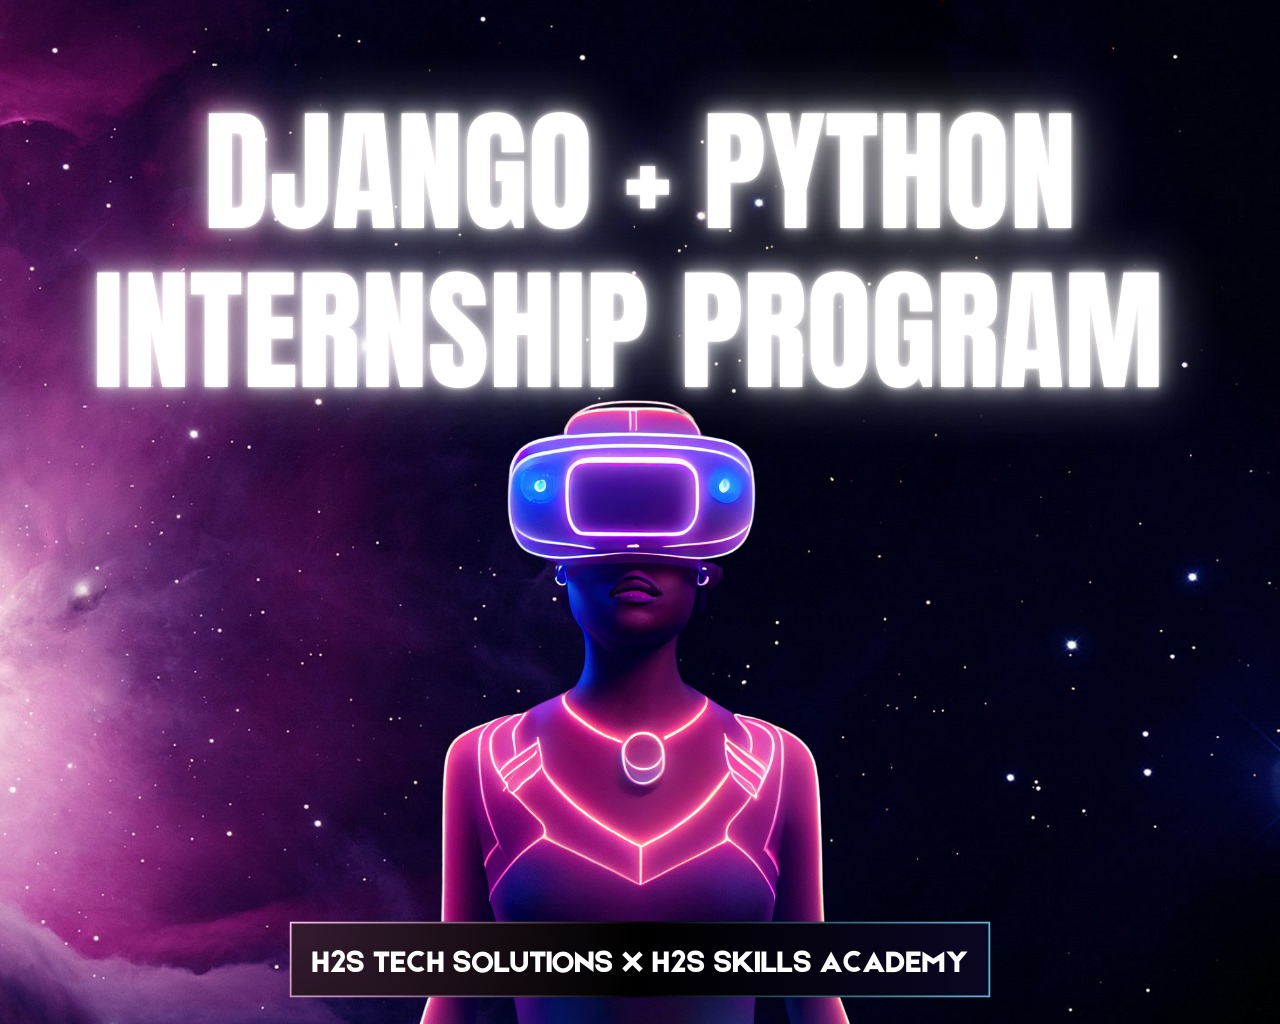 DJANGO + PYTHON
INTERNSHIP PROGRAM
H2S TECH SOLUTIONS × H2S SKILLS ACADEMY